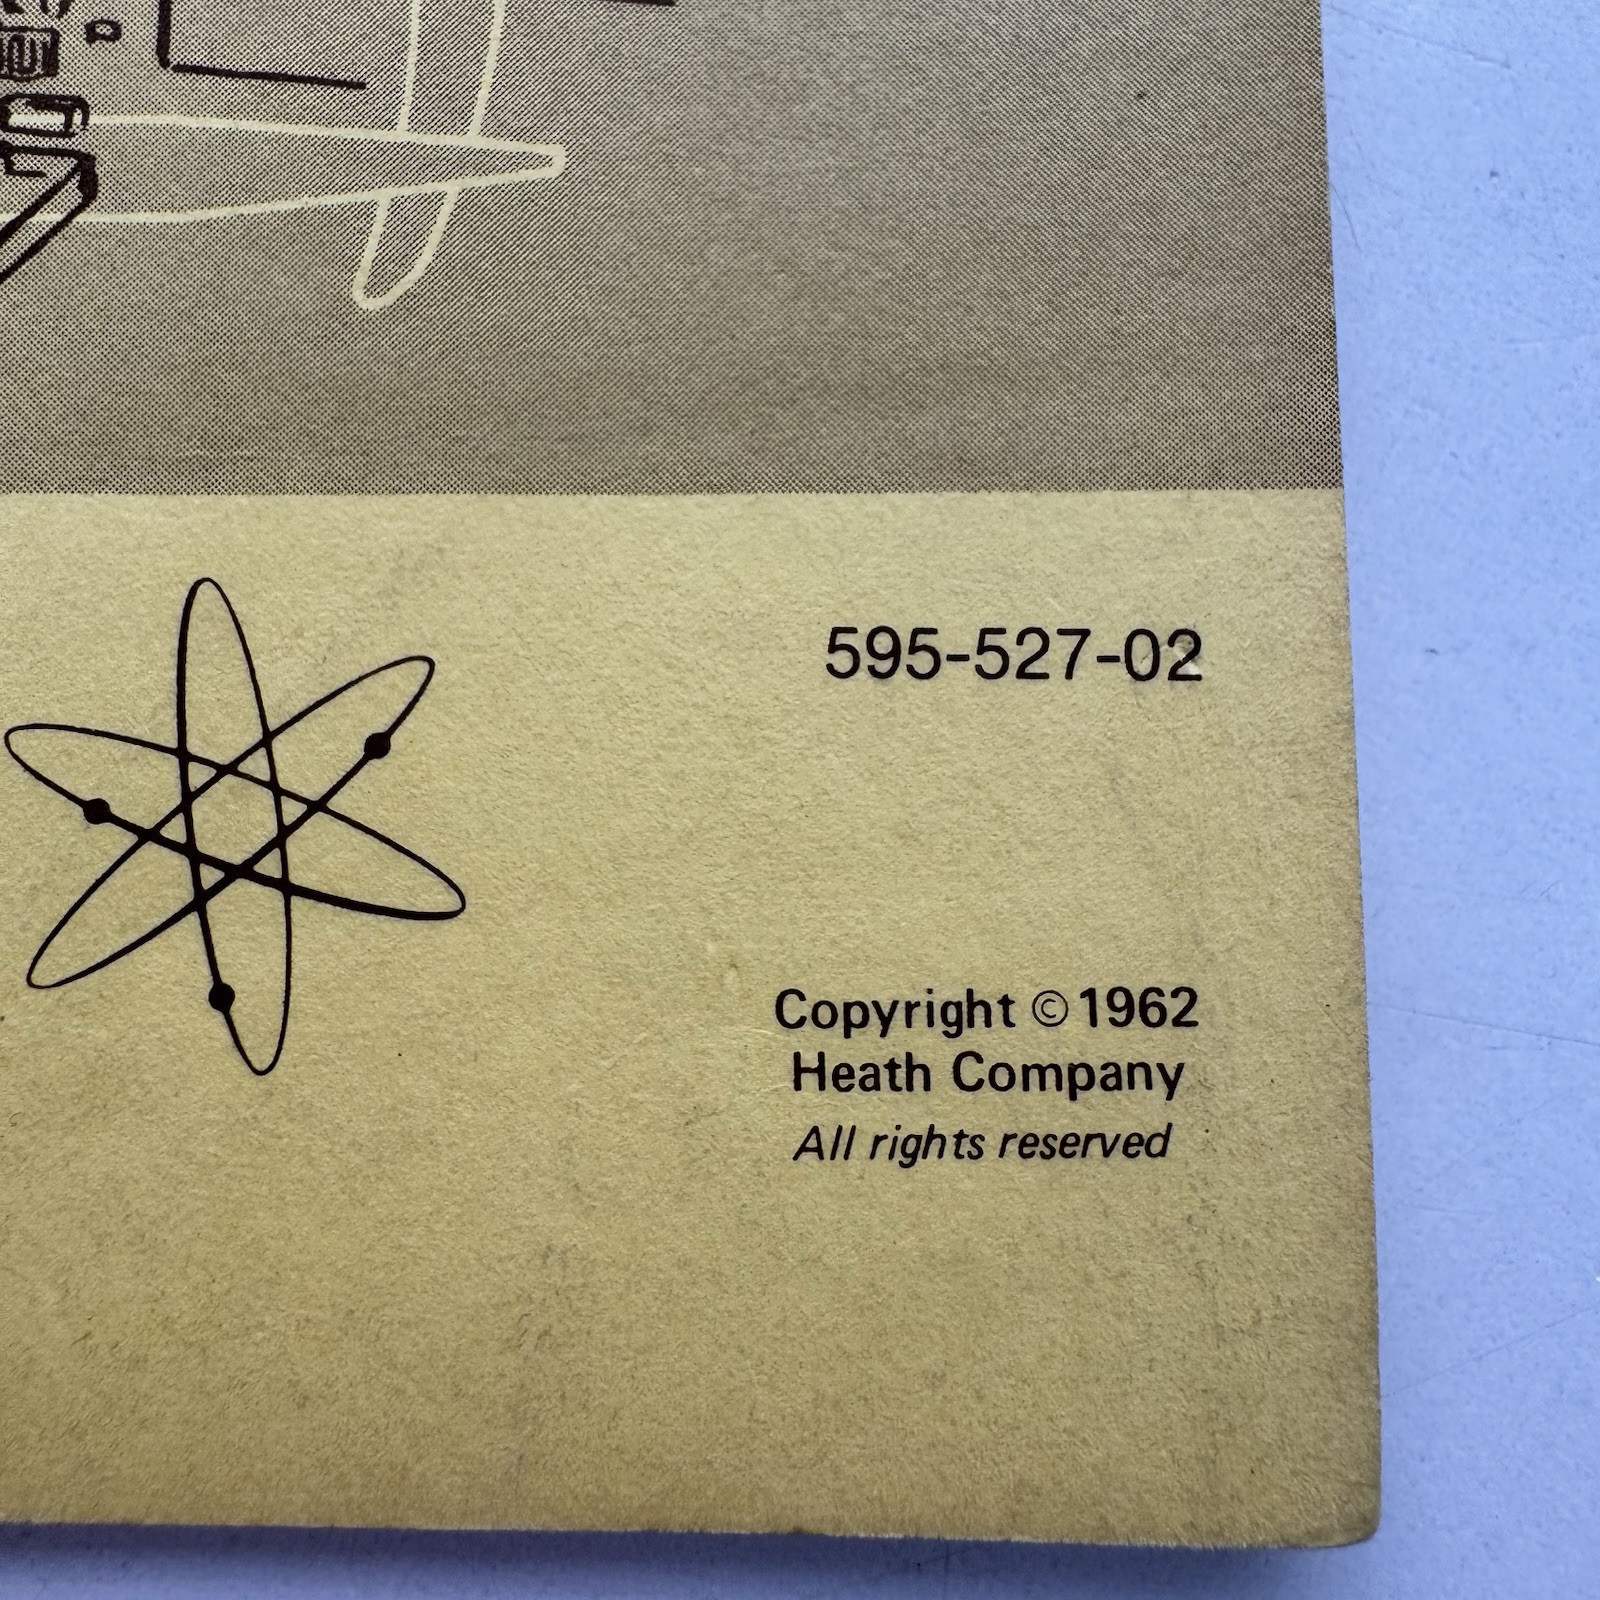 595-527-02
Copyright © 1962
Heath Company
All rights reserved